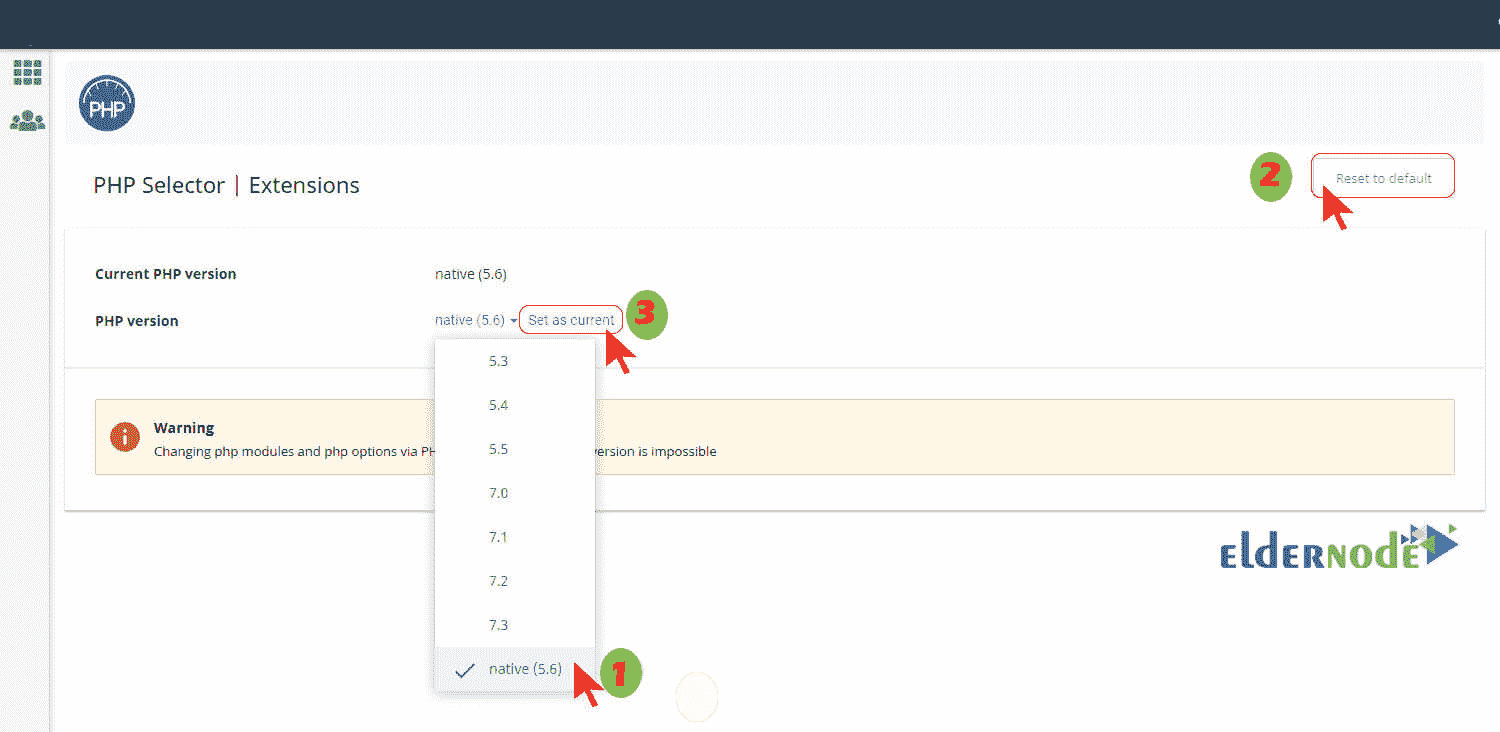 PHP
PHP Selector | Extensions
2
Reset to default
Current PHP version native (5.6)
PHP version native (5.6) Set as current 3
5.3
5.4
5.5
7.0
7.1
7.2
7.3
native (5.6) 1
Warning
Changing php modules and php options via PH ersion is impossible
ELDERNODE